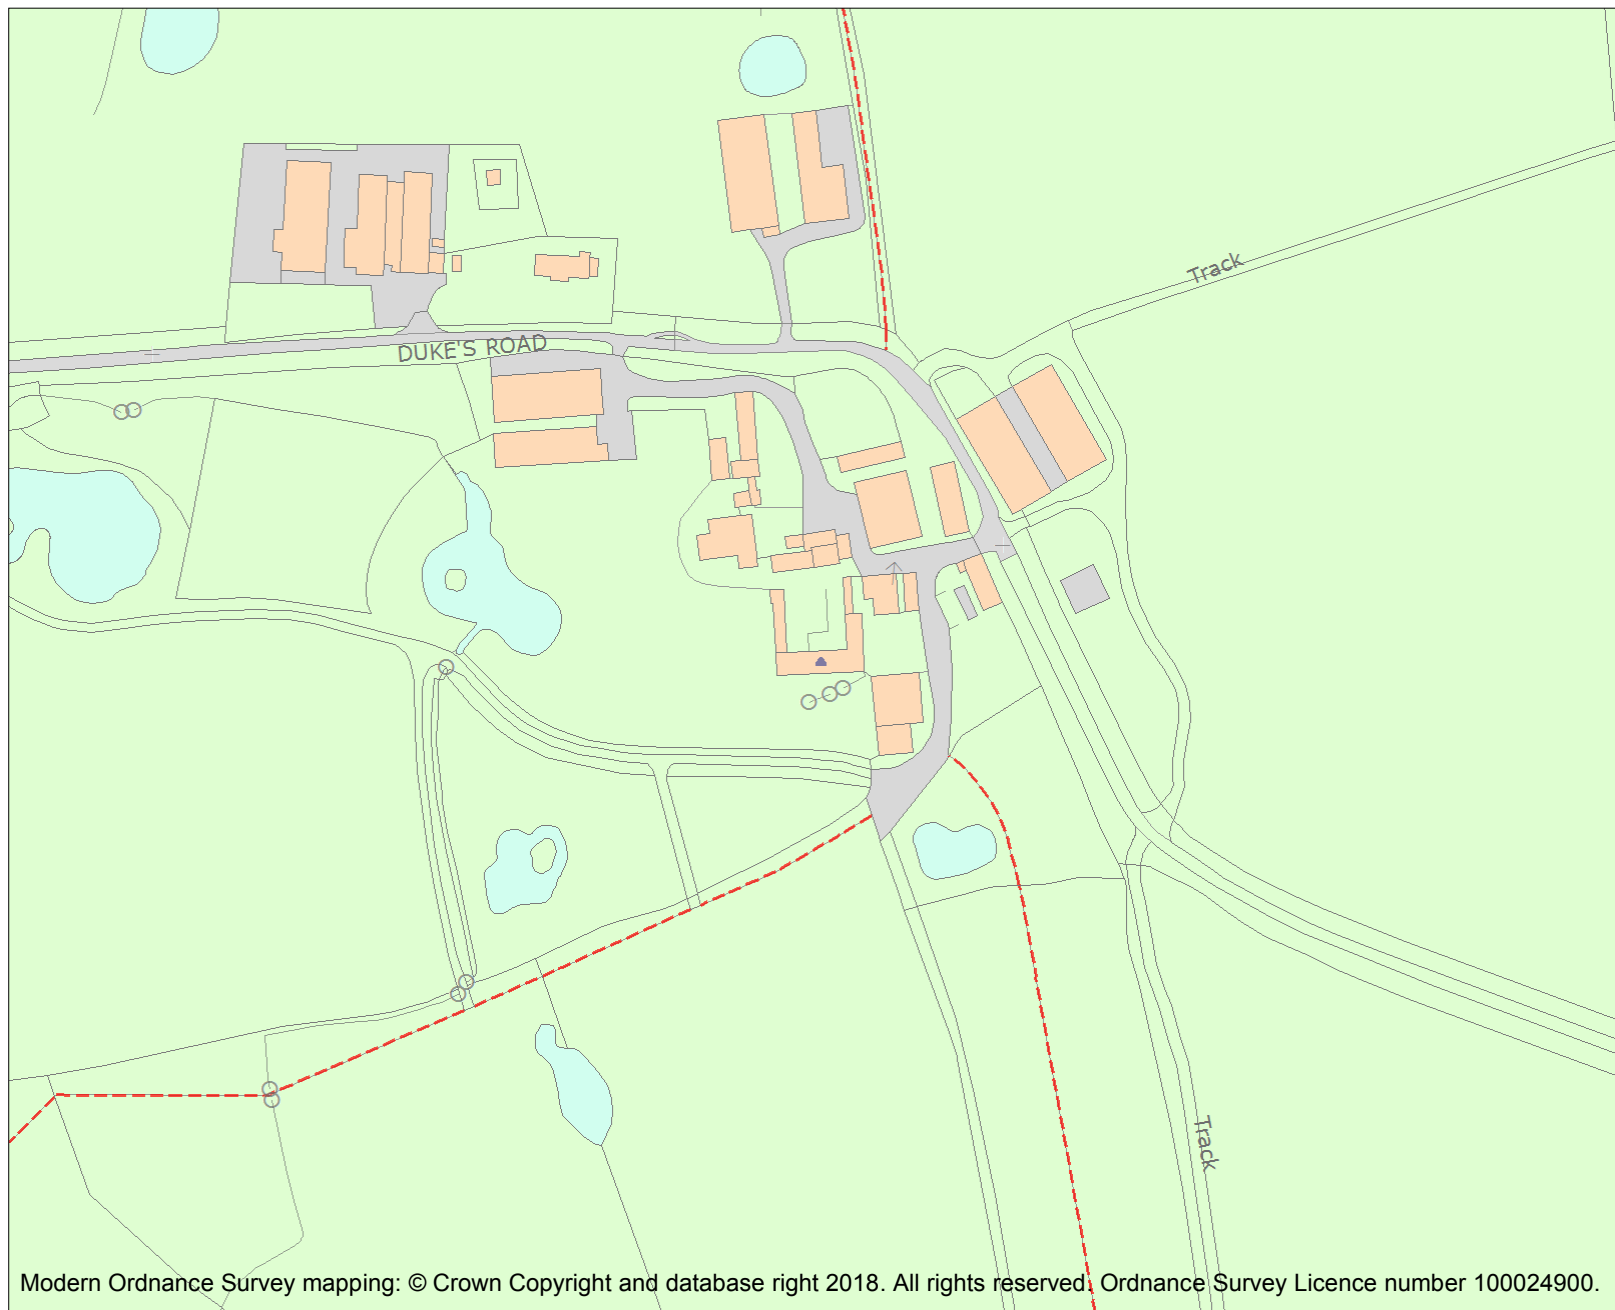 Track
DUKE'S ROAD
Track
Modern Ordnance Survey mapping: © Crown Copyright and database right 2018. All rights reserved. Ordnance Survey Licence number 100024900.